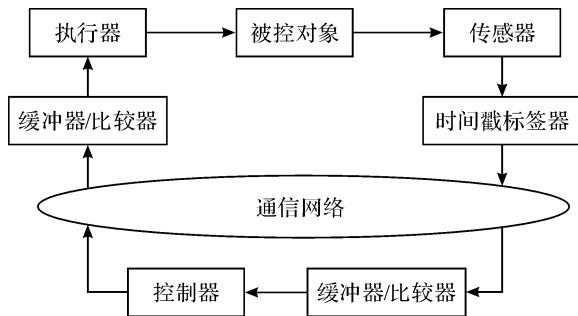 执行器
被控对象
传感器
缓冲器/比较器
时间戳标签器
通信网络
控制器
缓冲器/比较器